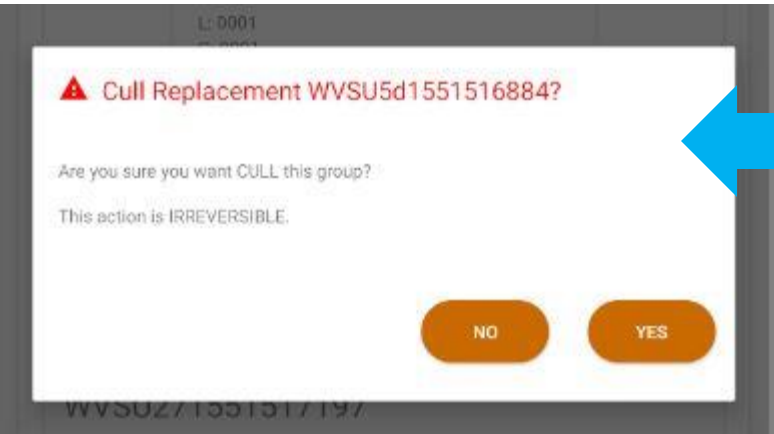 L: 0001
Cull Replacement WVSU5d1551516884?
Are you sure you want CULL this group?
This action is IRREVERSIBLE.
NO
YES
WVSU271551517197